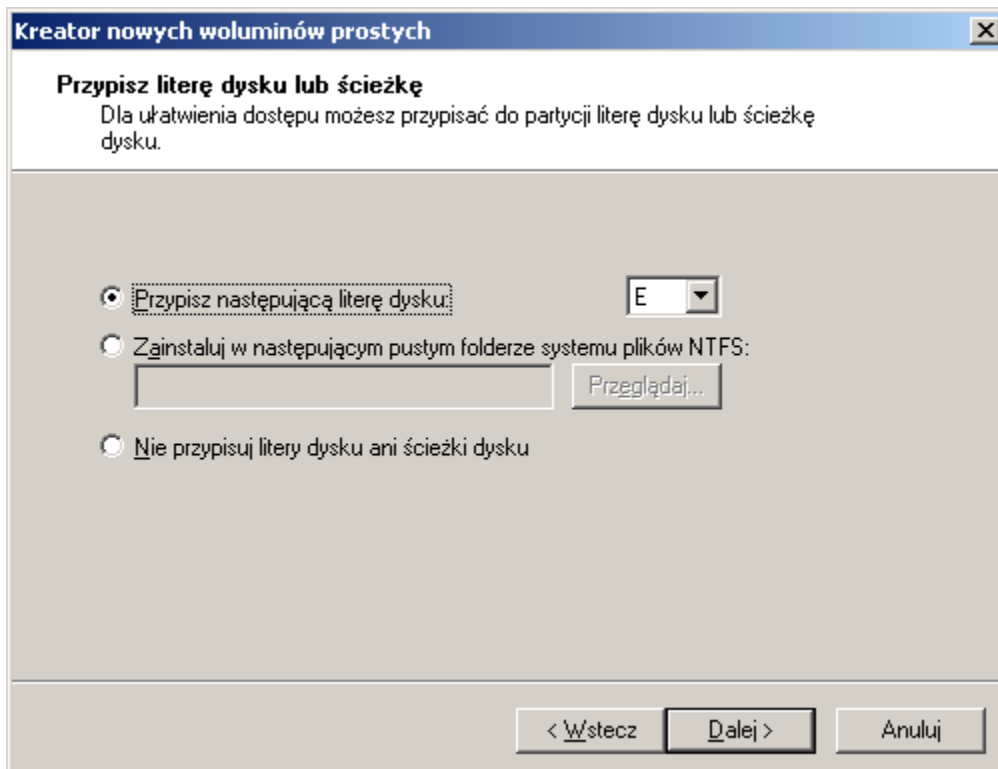 Kreator nowych woluminów prostych
Przypisz literę dysku lub ścieżkę
Dla ułatwienia dostępu możesz przypisać do partycji literę dysku lub ścieżkę
dysku.
Przypisz następującą literę dysku: E
Zainstaluj w następującym pustym folderze systemu plików NTFS:
Przeglądaj...
Nie przypisuj litery dysku ani ścieżki dysku
< Wstecz Dalej > Anuluj